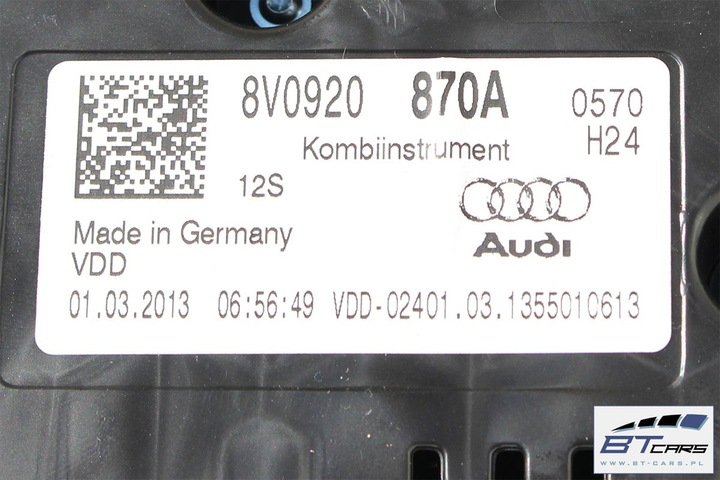 8V0920 870A 0570
Kombiinstrument H24
12S
Audi
Made in Germany
VDD
01.03.2013 06:56:49 VDD-02401.03.1355010613
BT CARS
WWW.BT-CARS.PL